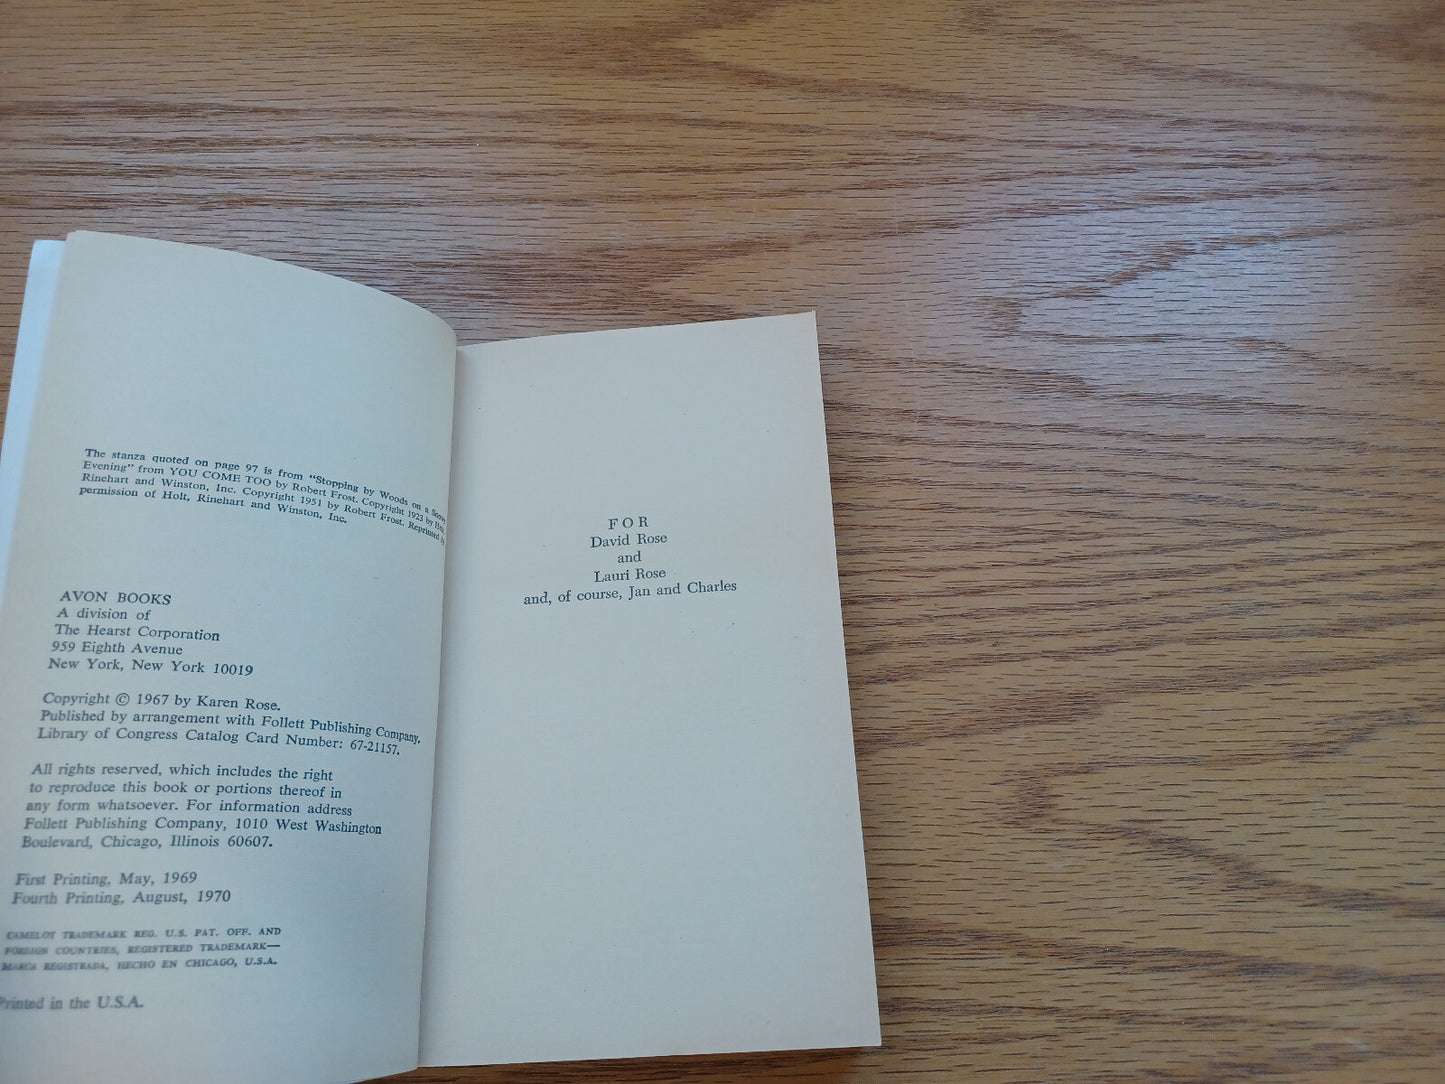 The stanza quoted on page 97 is from "Stopping by Woods on a Snowy
Evening" from YOU COME TOO by Robert Frost. Copyright 1923 by Holt,
Rinehart and Winston, Inc. Copyright 1951 by Robert Frost. Reprinted by
permission of Holt, Rinehart and Winston, Inc.
AVON BOOKS
A division of
The Hearst Corporation
959 Eighth Avenue
New York, New York 10019
Copyright © 1967 by Karen Rose.
Published by arrangement with Follett Publishing Company.
Library of Congress Catalog Card Number: 67-21157.
All rights reserved, which includes the right
to reproduce this book or portions thereof in
any form whatsoever. For information address
Follett Publishing Company, 1010 West Washington
Boulevard, Chicago, Illinois 60607.
First Printing, May, 1969
Fourth Printing, August, 1970
CAMELOT TRADEMARK REG. U.S. PAT. OFF. AND
FOREIGN COUNTRIES, REGISTERED TRADEMARK—
MARCA REGISTRADA, HECHO EN CHICAGO, U.S.A.
Printed in the U.S.A.
FOR
David Rose
and
Lauri Rose
and, of course, Jan and Charles